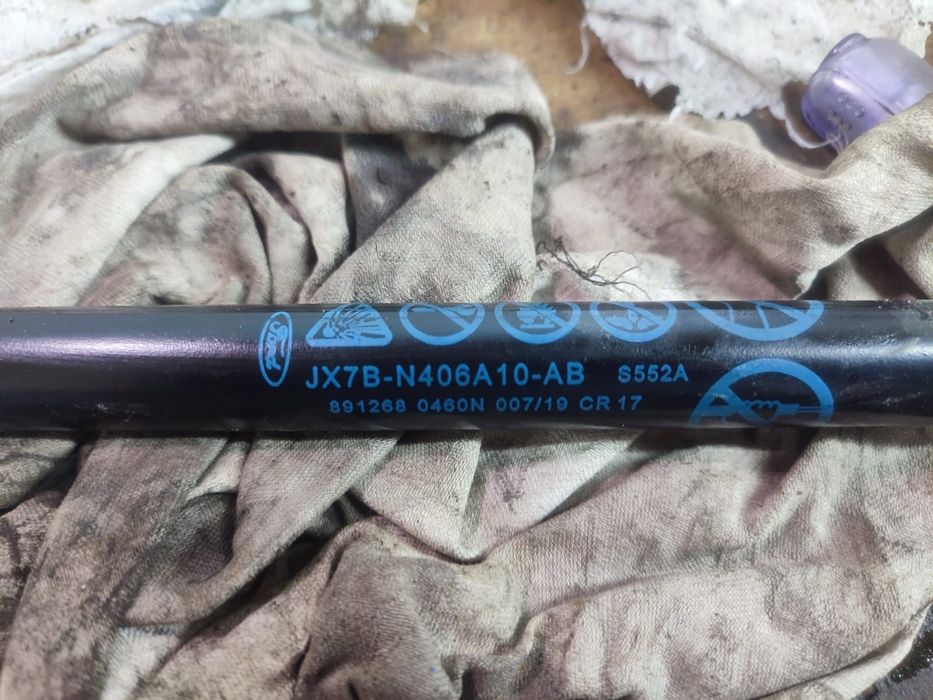 Ford
JX7B-N406A10-AB S552A
891268 0460N 007/19 CR 17